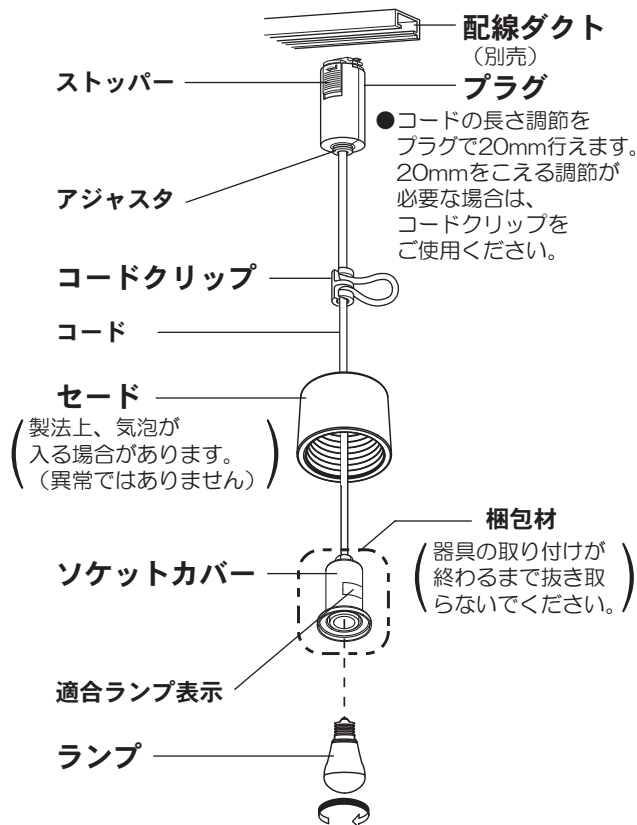 配線ダクト
（別売）
ストッパー
プラグ
●コードの長さ調節を
プラグで20mm行えます。
20mmをこえる調節が
必要な場合は、
コードクリップを
ご使用ください。
アジャスタ
コードクリップ
コード
セード
（製法上、気泡が
入る場合があります。
（異常ではありません））
梱包材
（器具の取り付けが
終わるまで抜き取
らないでください。）
ソケットカバー
適合ランプ表示
ランプ